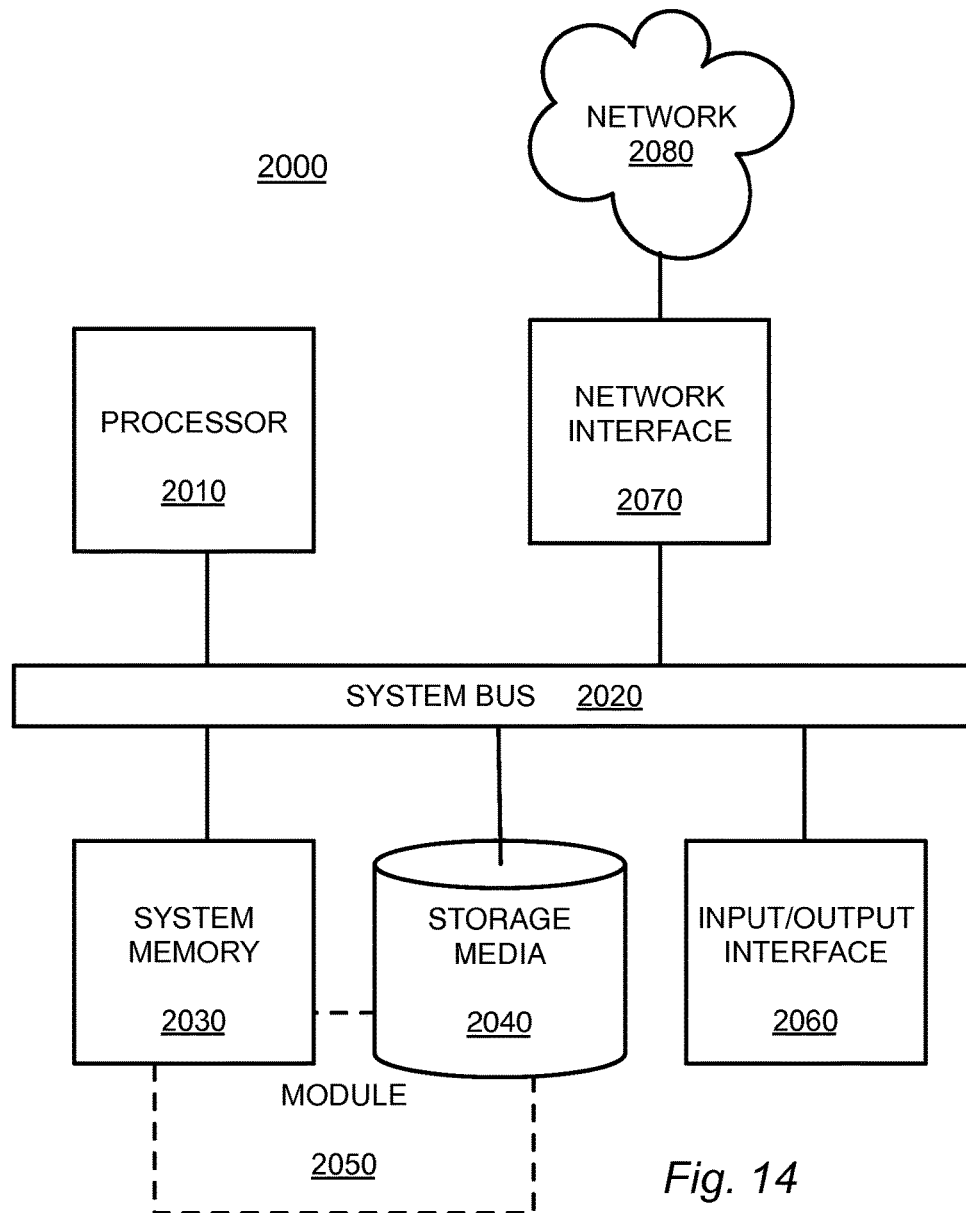 NETWORK
2080
2000
PROCESSOR
2010
NETWORK
INTERFACE
2070
SYSTEM BUS 2020
SYSTEM
MEMORY
2030
STORAGE
MEDIA
2040
INPUT/OUTPUT
INTERFACE
2060
MODULE
2050
Fig. 14